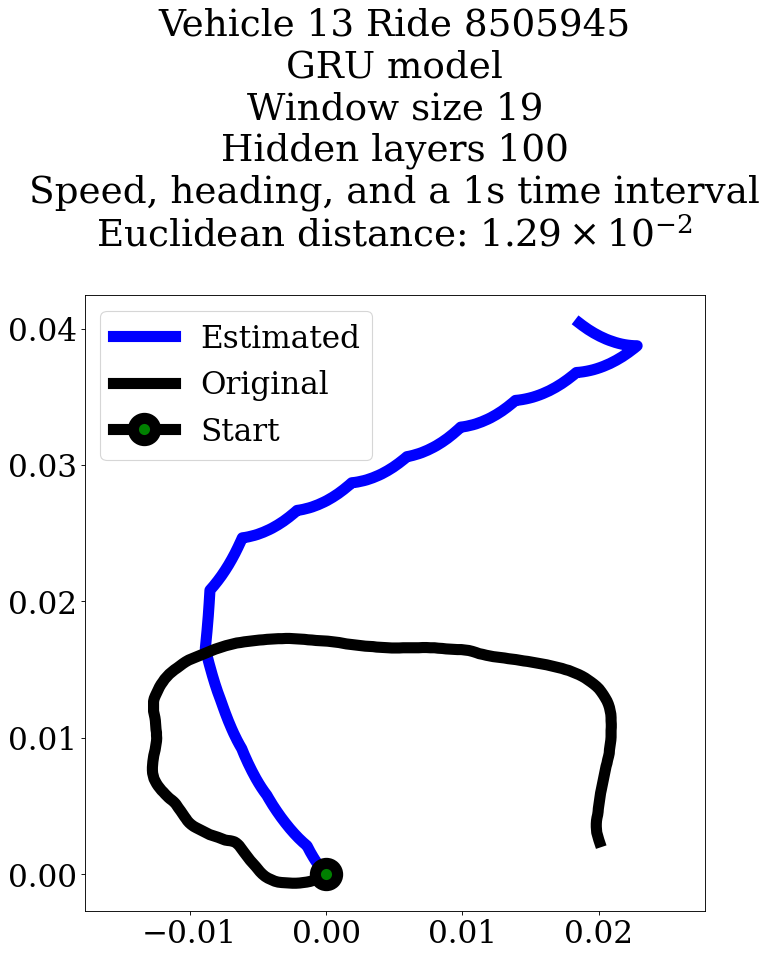 Vehicle 13 Ride 8505945
GRU model
Window size 19
Hidden layers 100
Speed, heading, and a 1s time interval
Euclidean distance: 1.29 × 10⁻²
Estimated
Original
Start
0.04
0.03
0.02
0.01
0.00
−0.01 0.00 0.01 0.02